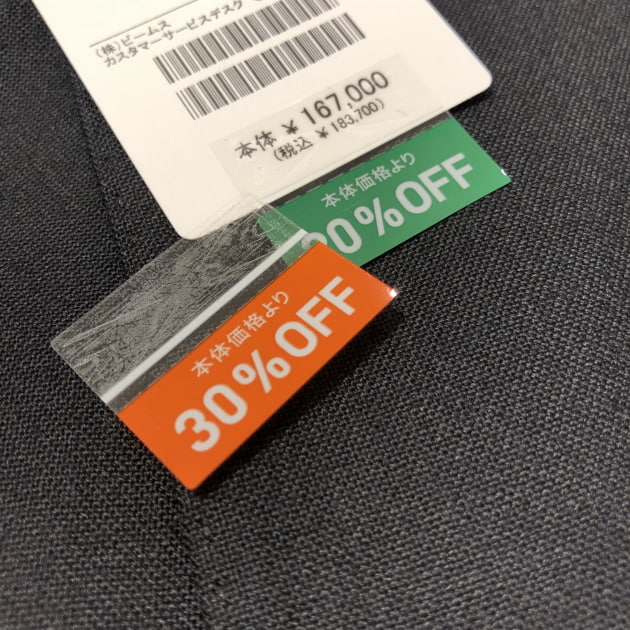 (株)ビームス
カスタマーサービスデスク
本体 ¥ 167,000
(税込 ¥ 183,700)
本体価格より
20%OFF
本体価格より
30%OFF